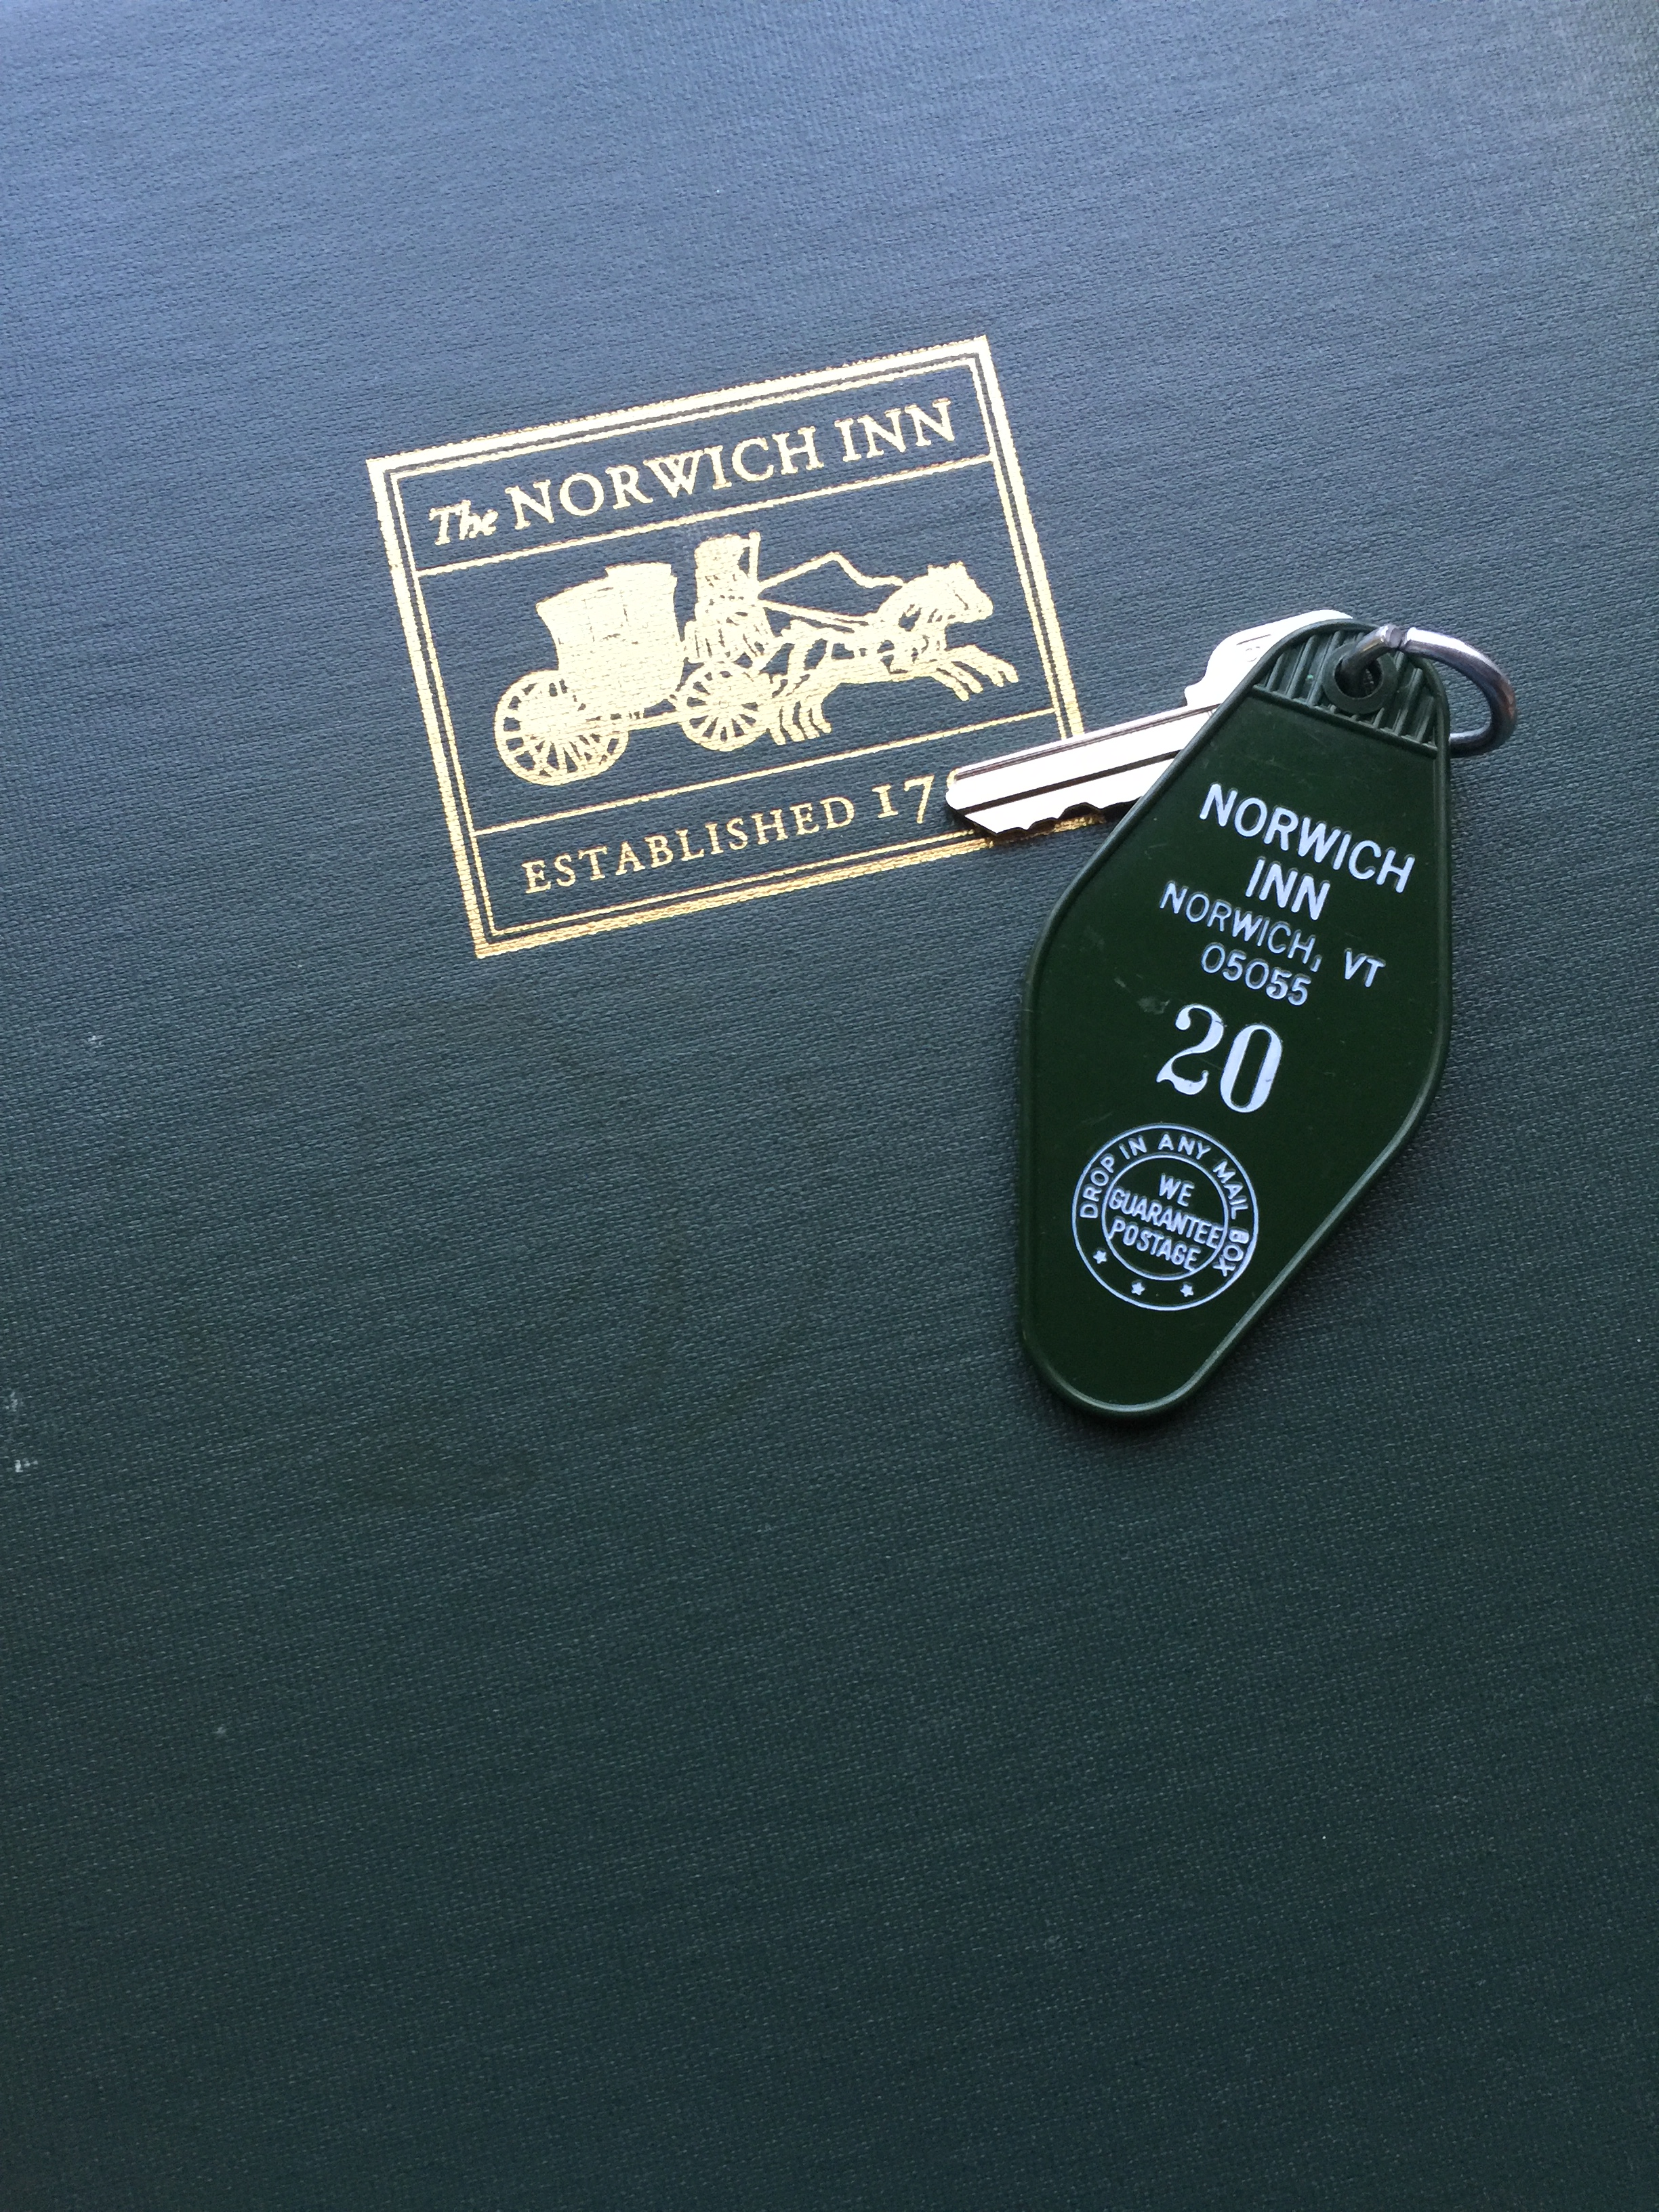 The NORWICH INN
ESTABLISHED 17
NORWICH
INN
NORWICH, VT
05055
20
DROP IN ANY MAIL BOX
WE
GUARANTEE
POSTAGE